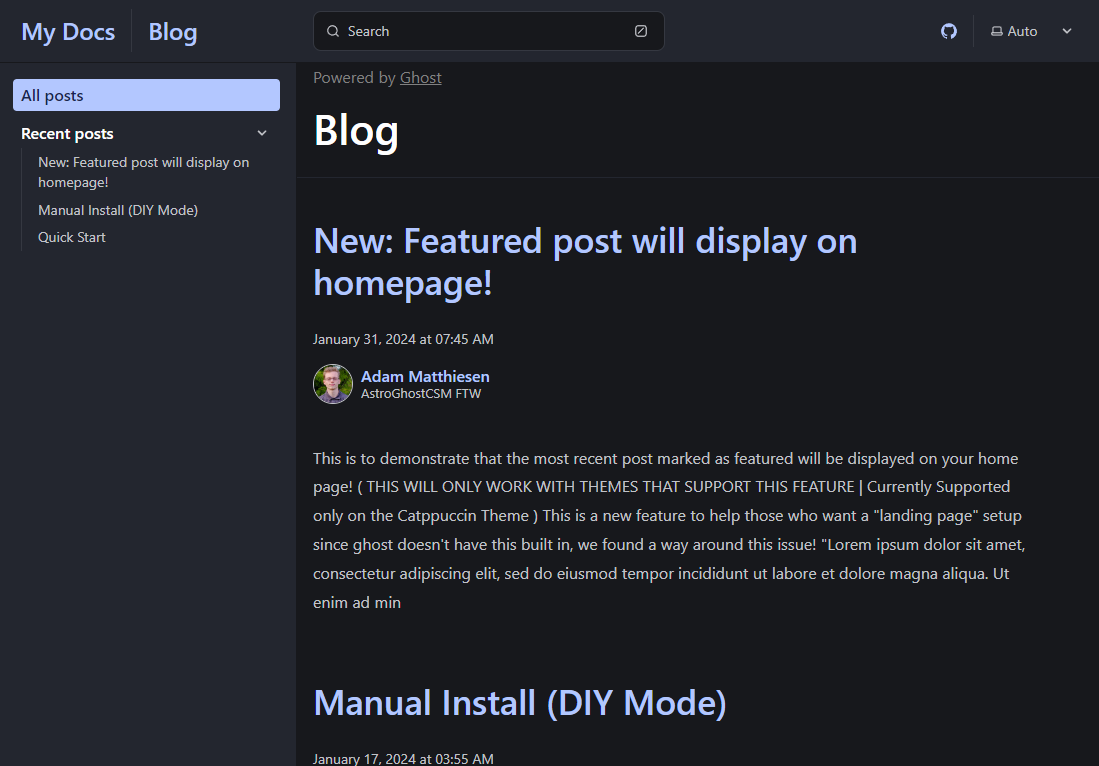 My Docs
Blog
Search
Auto
All posts
Recent posts
New: Featured post will display on
homepage!
Manual Install (DIY Mode)
Quick Start
Powered by Ghost
Blog
New: Featured post will display on
homepage!
January 31, 2024 at 07:45 AM
Adam Matthiesen
AstroGhostCSM FTW
This is to demonstrate that the most recent post marked as featured will be displayed on your home
page! ( THIS WILL ONLY WORK WITH THEMES THAT SUPPORT THIS FEATURE | Currently Supported
only on the Catppuccin Theme ) This is a new feature to help those who want a "landing page" setup
since ghost doesn't have this built in, we found a way around this issue! "Lorem ipsum dolor sit amet,
consectetur adipiscing elit, sed do eiusmod tempor incididunt ut labore et dolore magna aliqua. Ut
enim ad min
Manual Install (DIY Mode)
January 17, 2024 at 03:55 AM